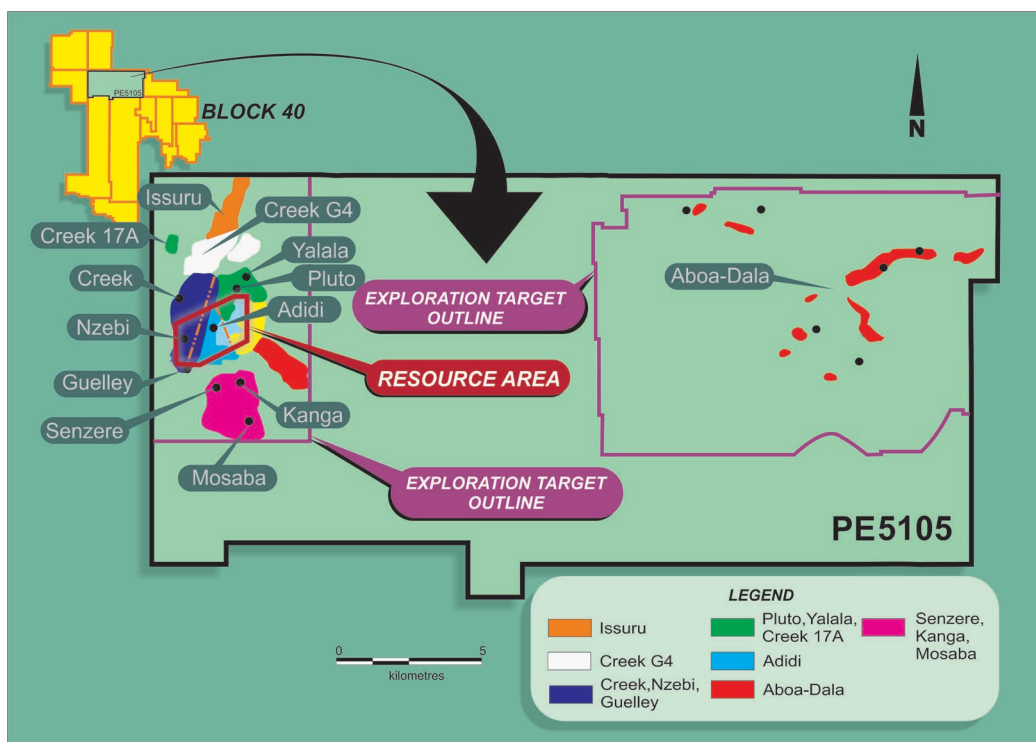 PE5105
BLOCK 40
N
Issuru
Creek G4
Creek 17A
Yalala
Creek
Pluto
Adidi
Nzebi
Guelley
Senzere
Kanga
Mosaba
EXPLORATION TARGET
OUTLINE
RESOURCE AREA
EXPLORATION TARGET
OUTLINE
Aboa-Dala
PE5105
0 5
kilometres
LEGEND
Issuru
Creek G4
Creek,Nzebi,
Guelley
Pluto,Yalala,
Creek 17A
Adidi
Aboa-Dala
Senzere,
Kanga,
Mosaba